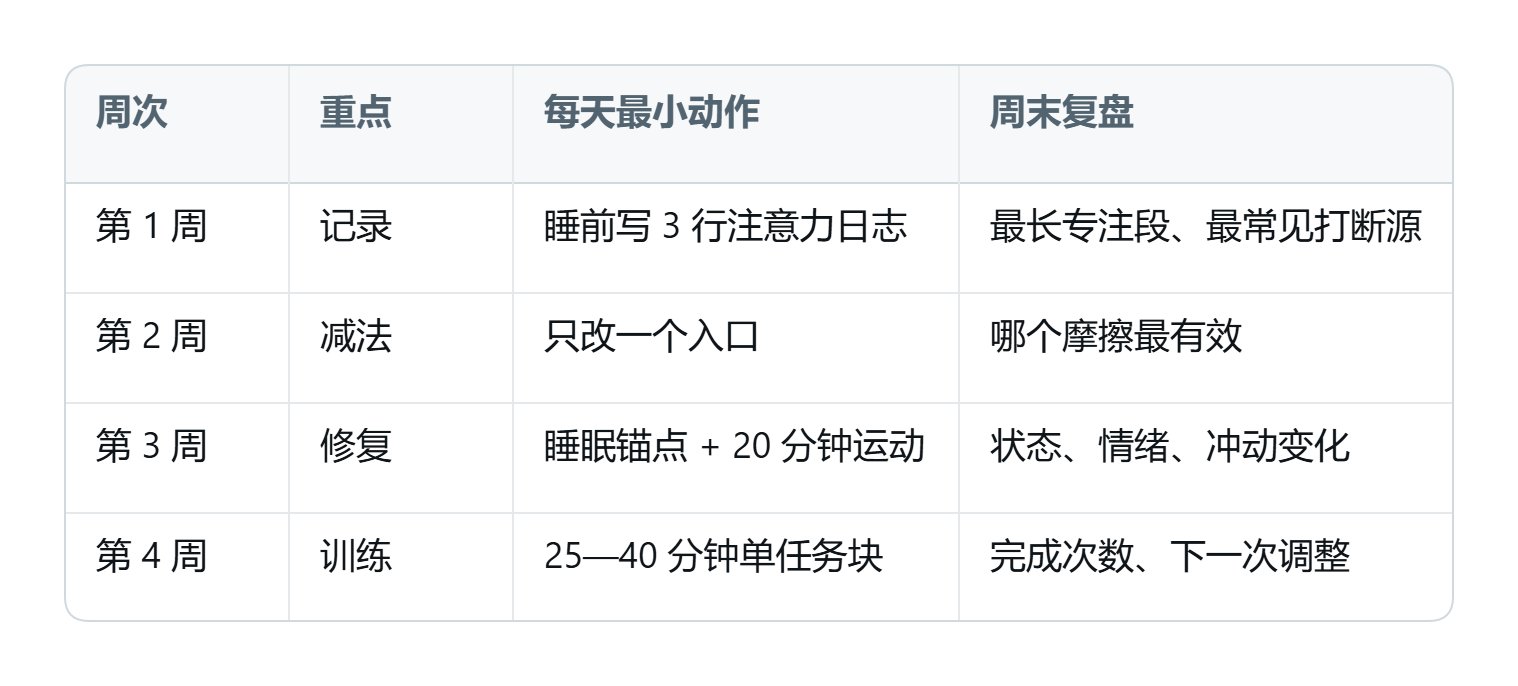 周次 重点 每天最小动作 周末复盘
第 1 周 记录 睡前写 3 行注意力日志 最长专注段、最常见打断源
第 2 周 减法 只改一个入口 哪个摩擦最有效
第 3 周 修复 睡眠锚点 + 20 分钟运动 状态、情绪、冲动变化
第 4 周 训练 25—40 分钟单任务块 完成次数、下一次调整